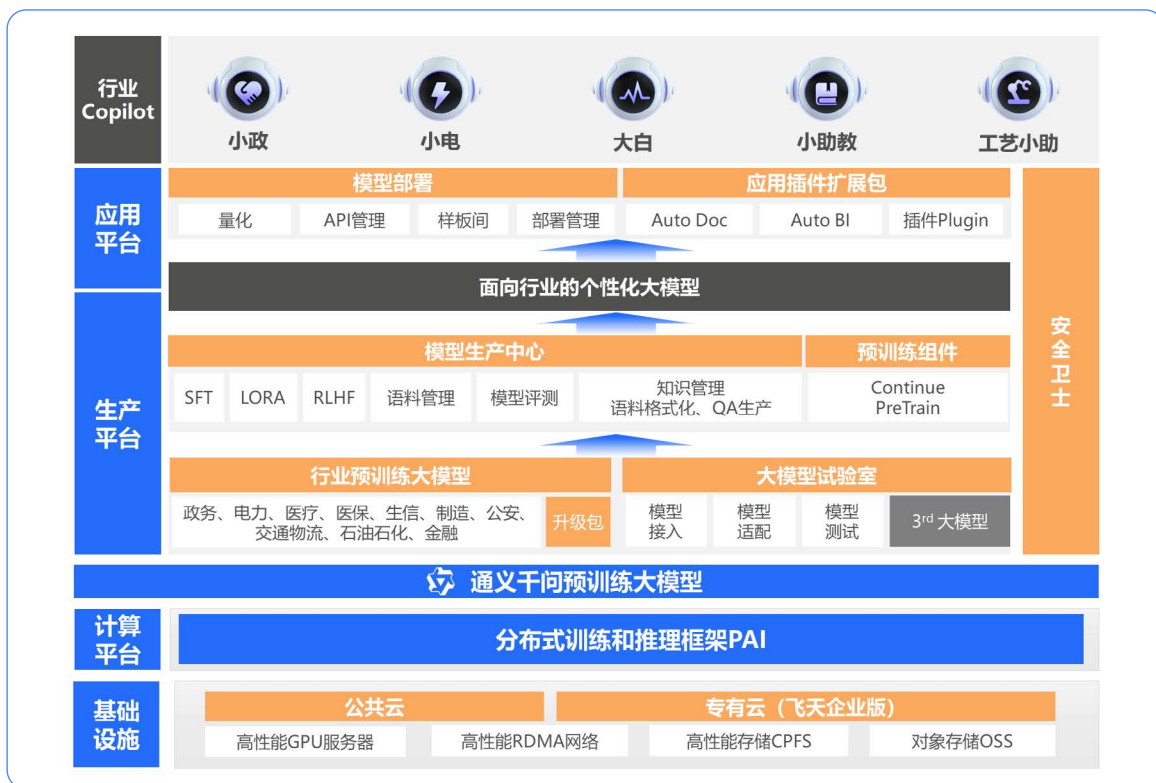 行业
Copilot
小政
小电
大白
小助教
工艺小助
应用
平台
模型部署
应用插件扩展包
量化
API管理
样板间
部署管理
Auto Doc
Auto BI
插件Plugin
面向行业的个性化大模型
安全卫士
生产
平台
模型生产中心
预训练组件
SFT
LORA
RLHF
语料管理
模型评测
知识管理
语料格式化、QA生产
Continue
PreTrain
行业预训练大模型
大模型试验室
政务、电力、医疗、医保、生信、制造、公安、
交通物流、石油石化、金融
升级包
模型
接入
模型
适配
模型
测试
3rd 大模型
通义千问预训练大模型
计算
平台
分布式训练和推理框架PAI
基础
设施
公共云
专有云（飞天企业版）
高性能GPU服务器
高性能RDMA网络
高性能存储CPFS
对象存储OSS